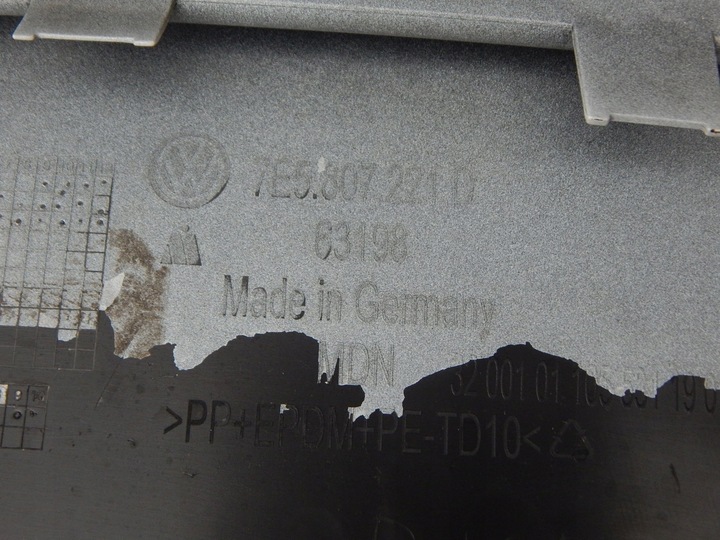 7E5.807.221 D
63198
Made in Germany
MDN
>PP+EPDM+PE-TD10<